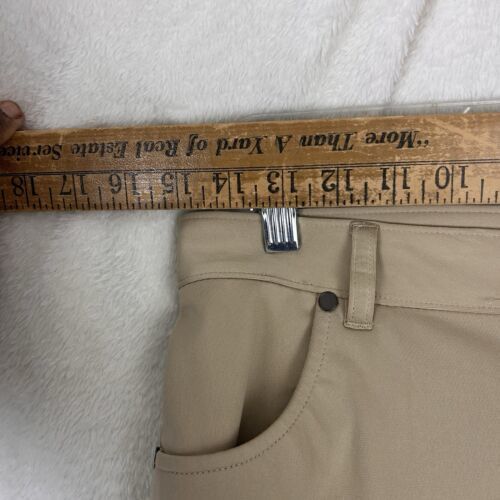 "More Than A Yard of Real Estate Service
10 11 12 13 14 15 16 17 18